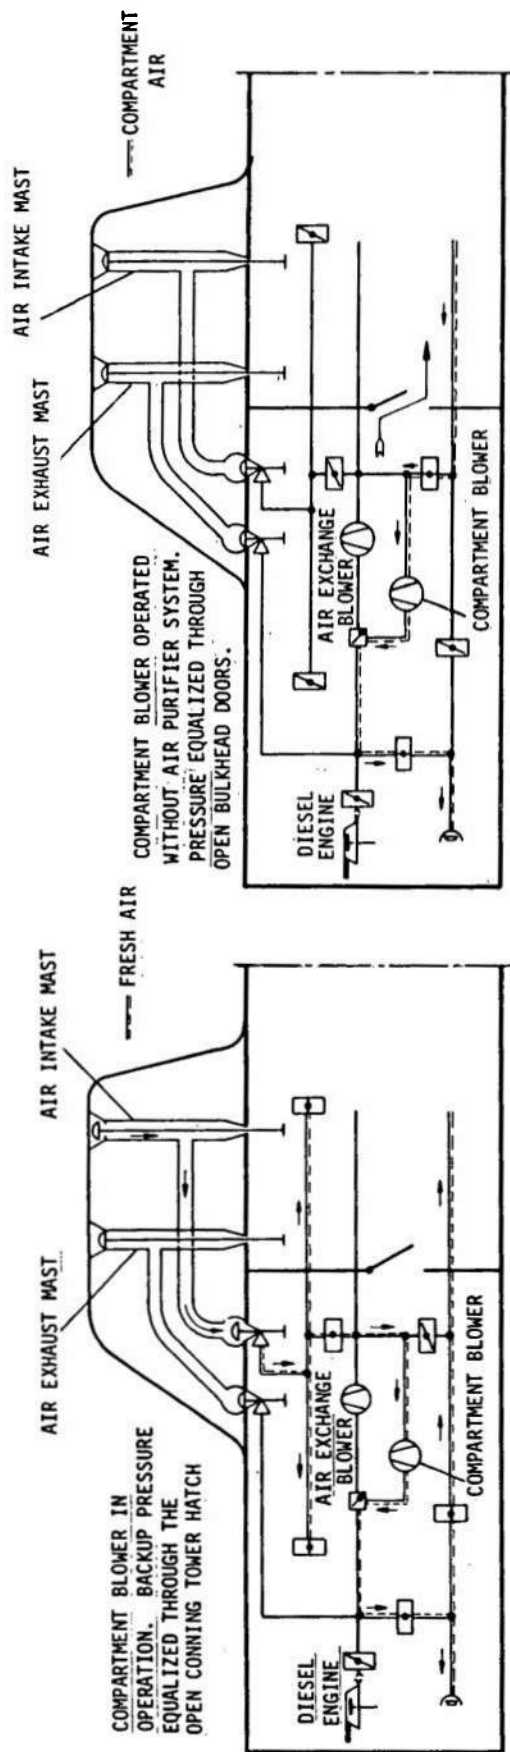 COMPARTMENT BLOWER IN
OPERATION. BACKUP PRESSURE
EQUALIZED THROUGH THE
OPEN CONNING TOWER HATCH
AIR EXHAUST MAST
AIR INTAKE MAST
FRESH AIR
DIESEL
ENGINE
AIR EXCHANGE
BLOWER
COMPARTMENT BLOWER
COMPARTMENT BLOWER OPERATED
WITHOUT AIR PURIFIER SYSTEM.
PRESSURE EQUALIZED THROUGH
OPEN BULKHEAD DOORS.
AIR EXHAUST MAST
AIR INTAKE MAST
COMPARTMENT
AIR
DIESEL
ENGINE
AIR EXCHANGE
BLOWER
COMPARTMENT BLOWER